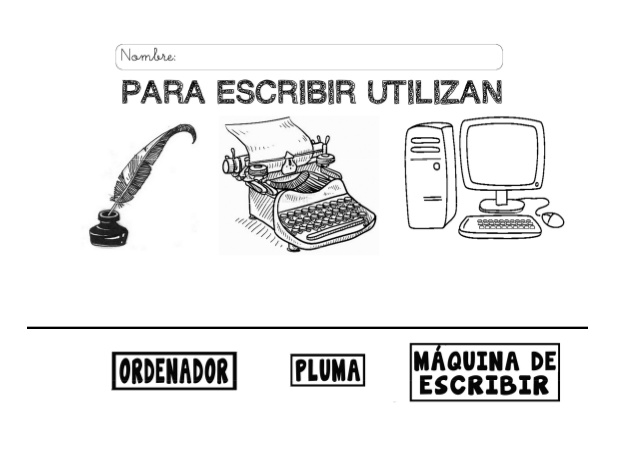 Nombre:
PARA ESCRIBIR UTILIZAN
ORDENADOR
PLUMA
MÁQUINA DE
ESCRIBIR